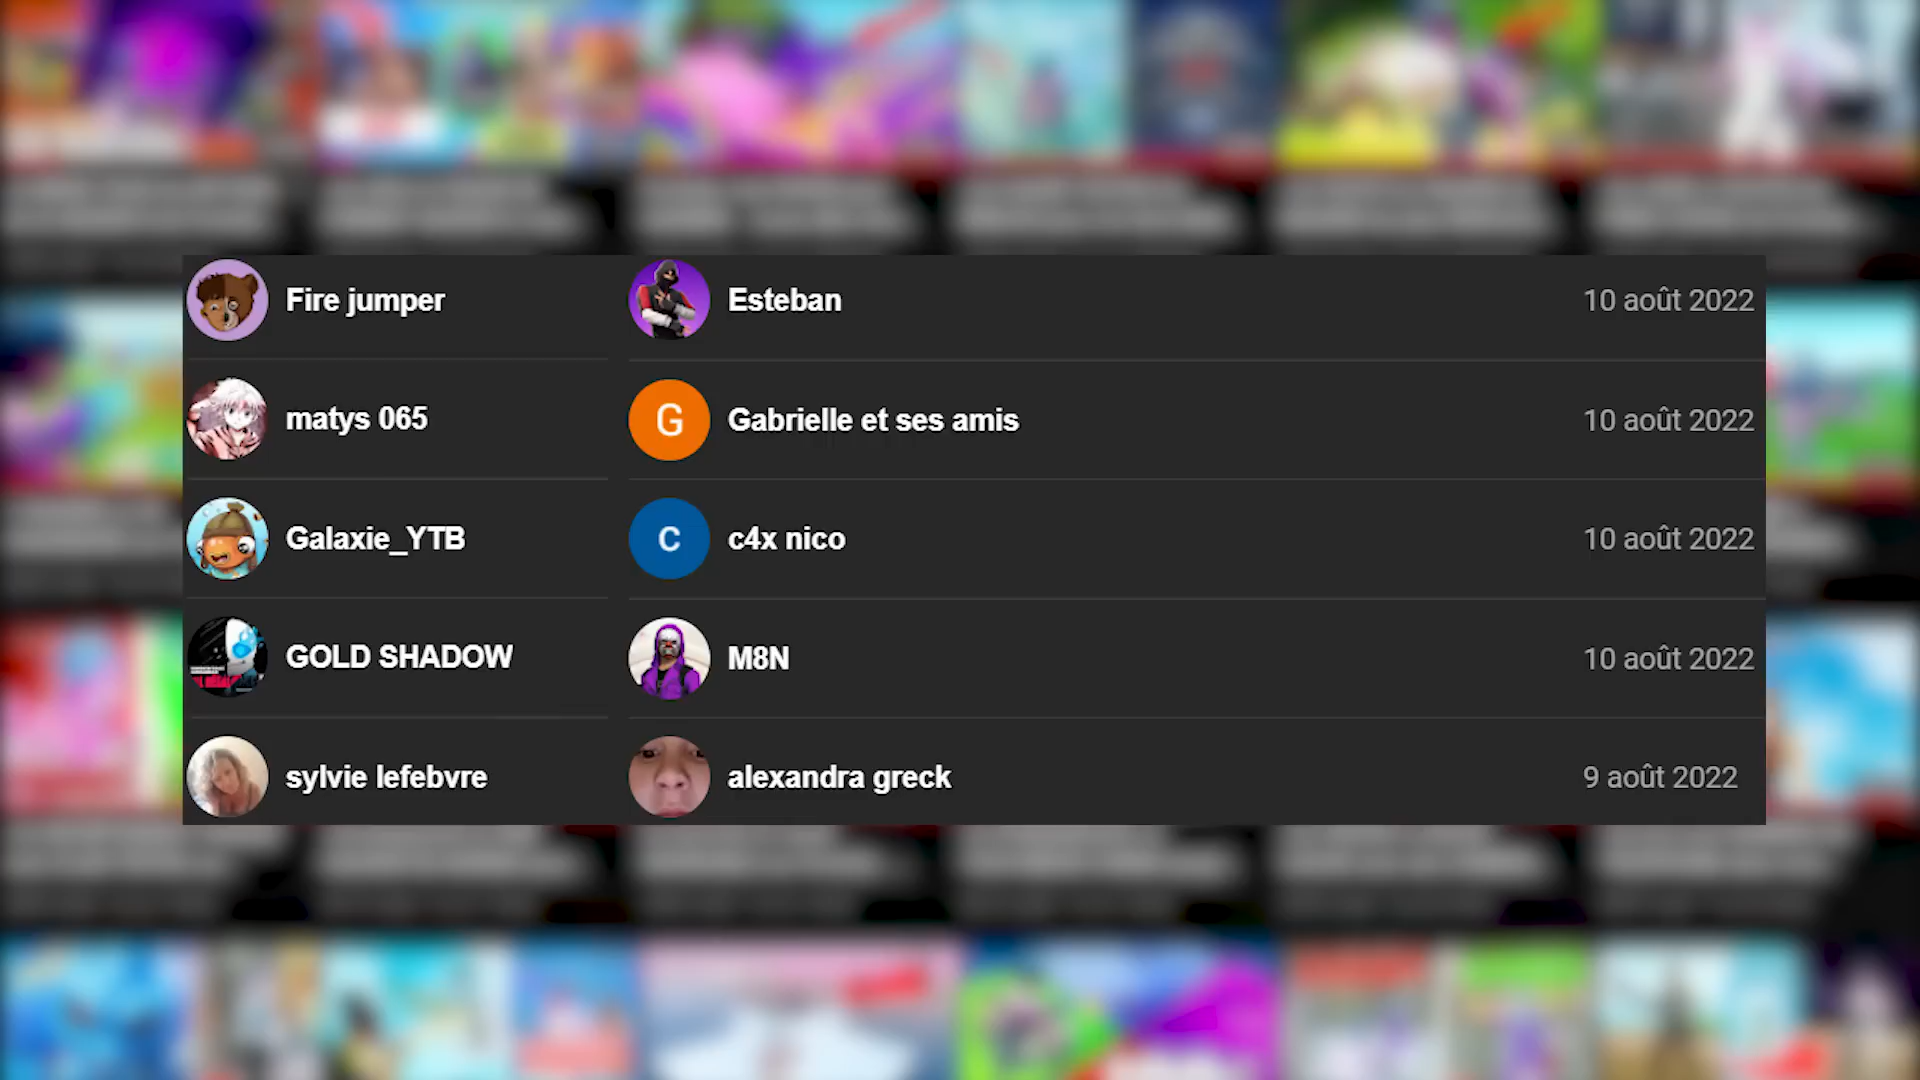 Fire jumper Esteban 10 août 2022
matys 065 G Gabrielle et ses amis 10 août 2022
Galaxie_YTB C c4x nico 10 août 2022
GOLD SHADOW M8N 10 août 2022
sylvie lefebvre alexandra greck 9 août 2022